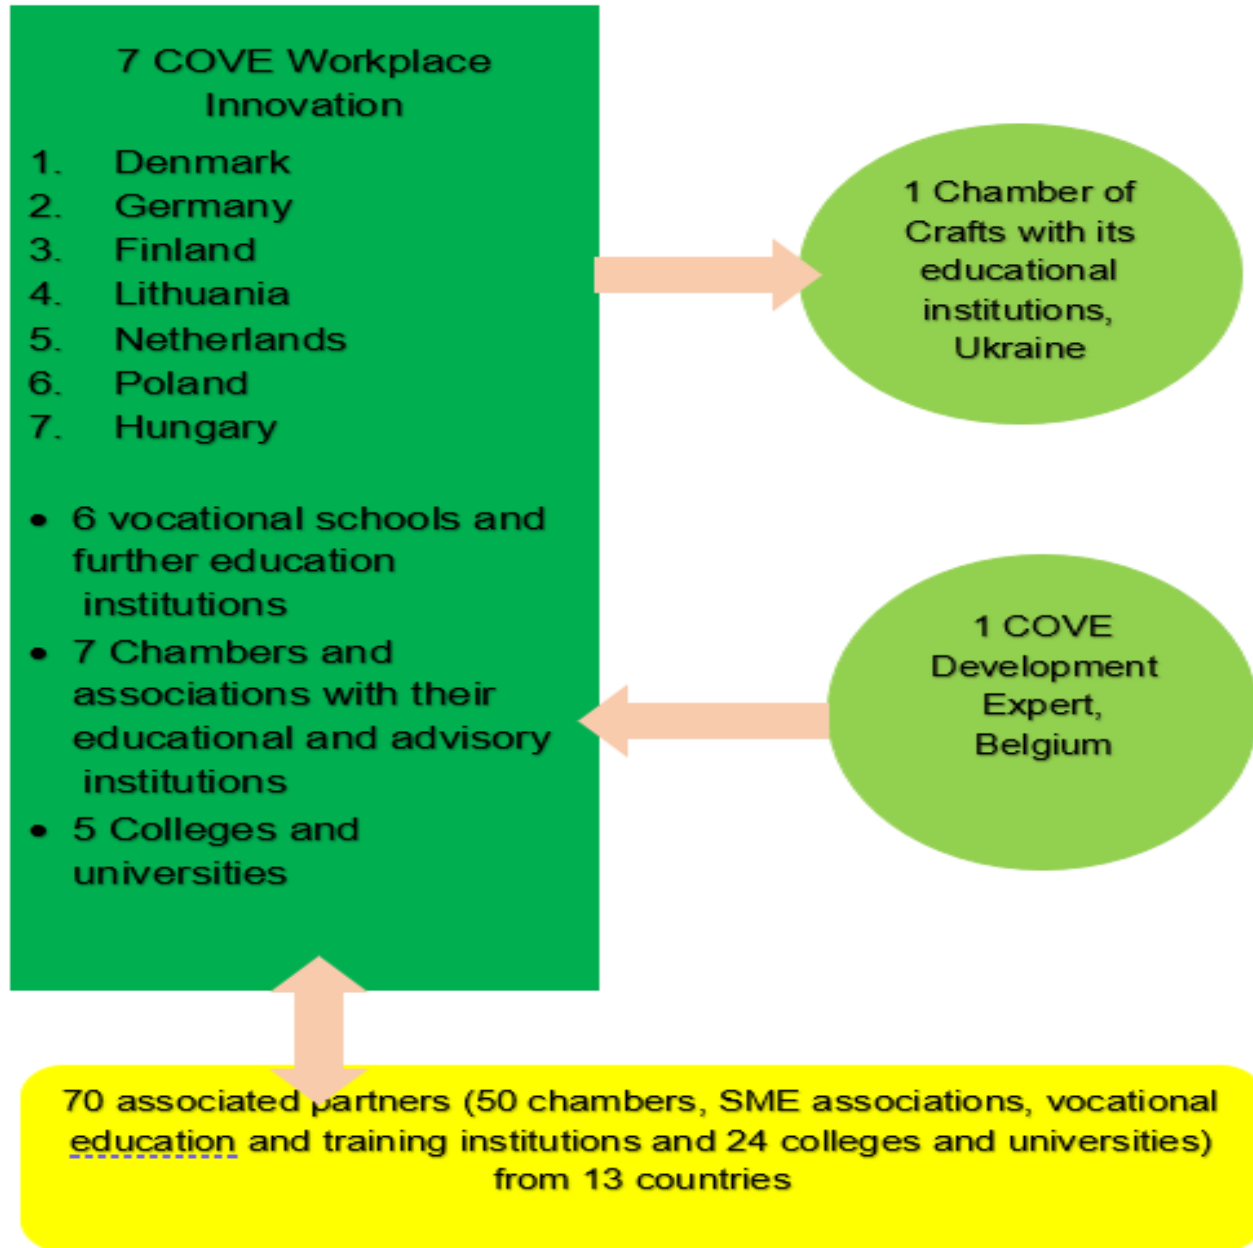 7 COVE Workplace
Innovation
1. Denmark
2. Germany
3. Finland
4. Lithuania
5. Netherlands
6. Poland
7. Hungary
• 6 vocational schools and
further education
institutions
• 7 Chambers and
associations with their
educational and advisory
institutions
• 5 Colleges and
universities
1 Chamber of
Crafts with its
educational
institutions,
Ukraine
1 COVE
Development
Expert,
Belgium
70 associated partners (50 chambers, SME associations, vocational
education and training institutions and 24 colleges and universities)
from 13 countries